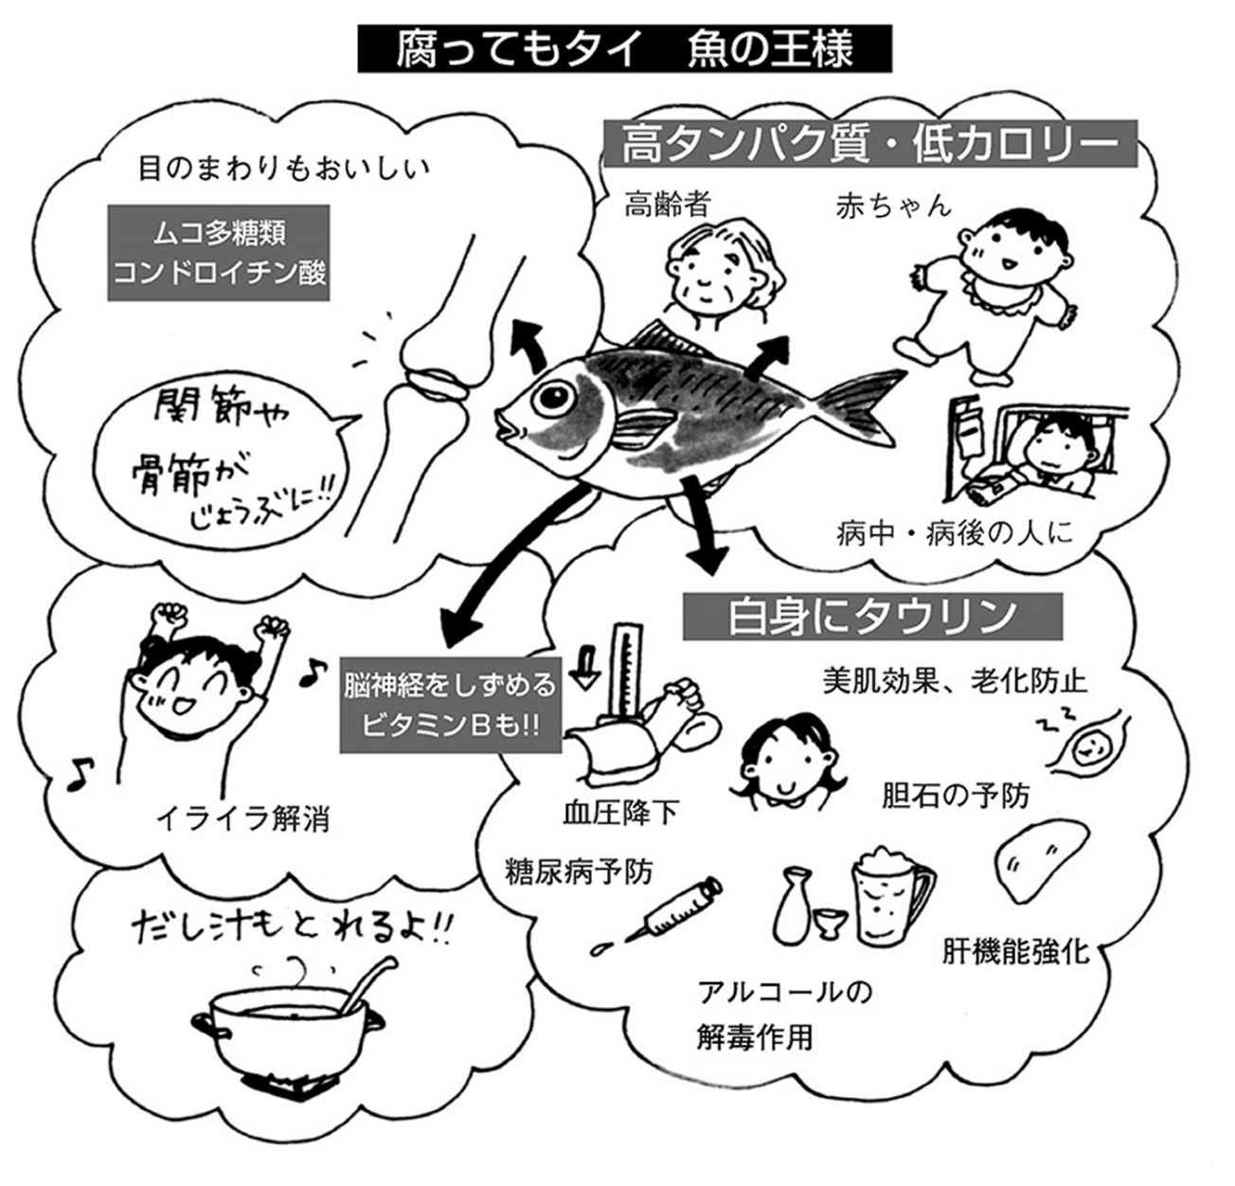 腐ってもタイ　魚の王様
目のまわりもおいしい
ムコ多糖類
コンドロイチン酸
関節や
骨節が
じょうぶに!!
高タンパク質・低カロリー
高齢者
赤ちゃん
病中・病後の人に
脳神経をしずめる
ビタミンBも!!
イライラ解消
だし汁もとれるよ!!
白身にタウリン
美肌効果、老化防止
血圧降下
胆石の予防
糖尿病予防
肝機能強化
アルコールの
解毒作用